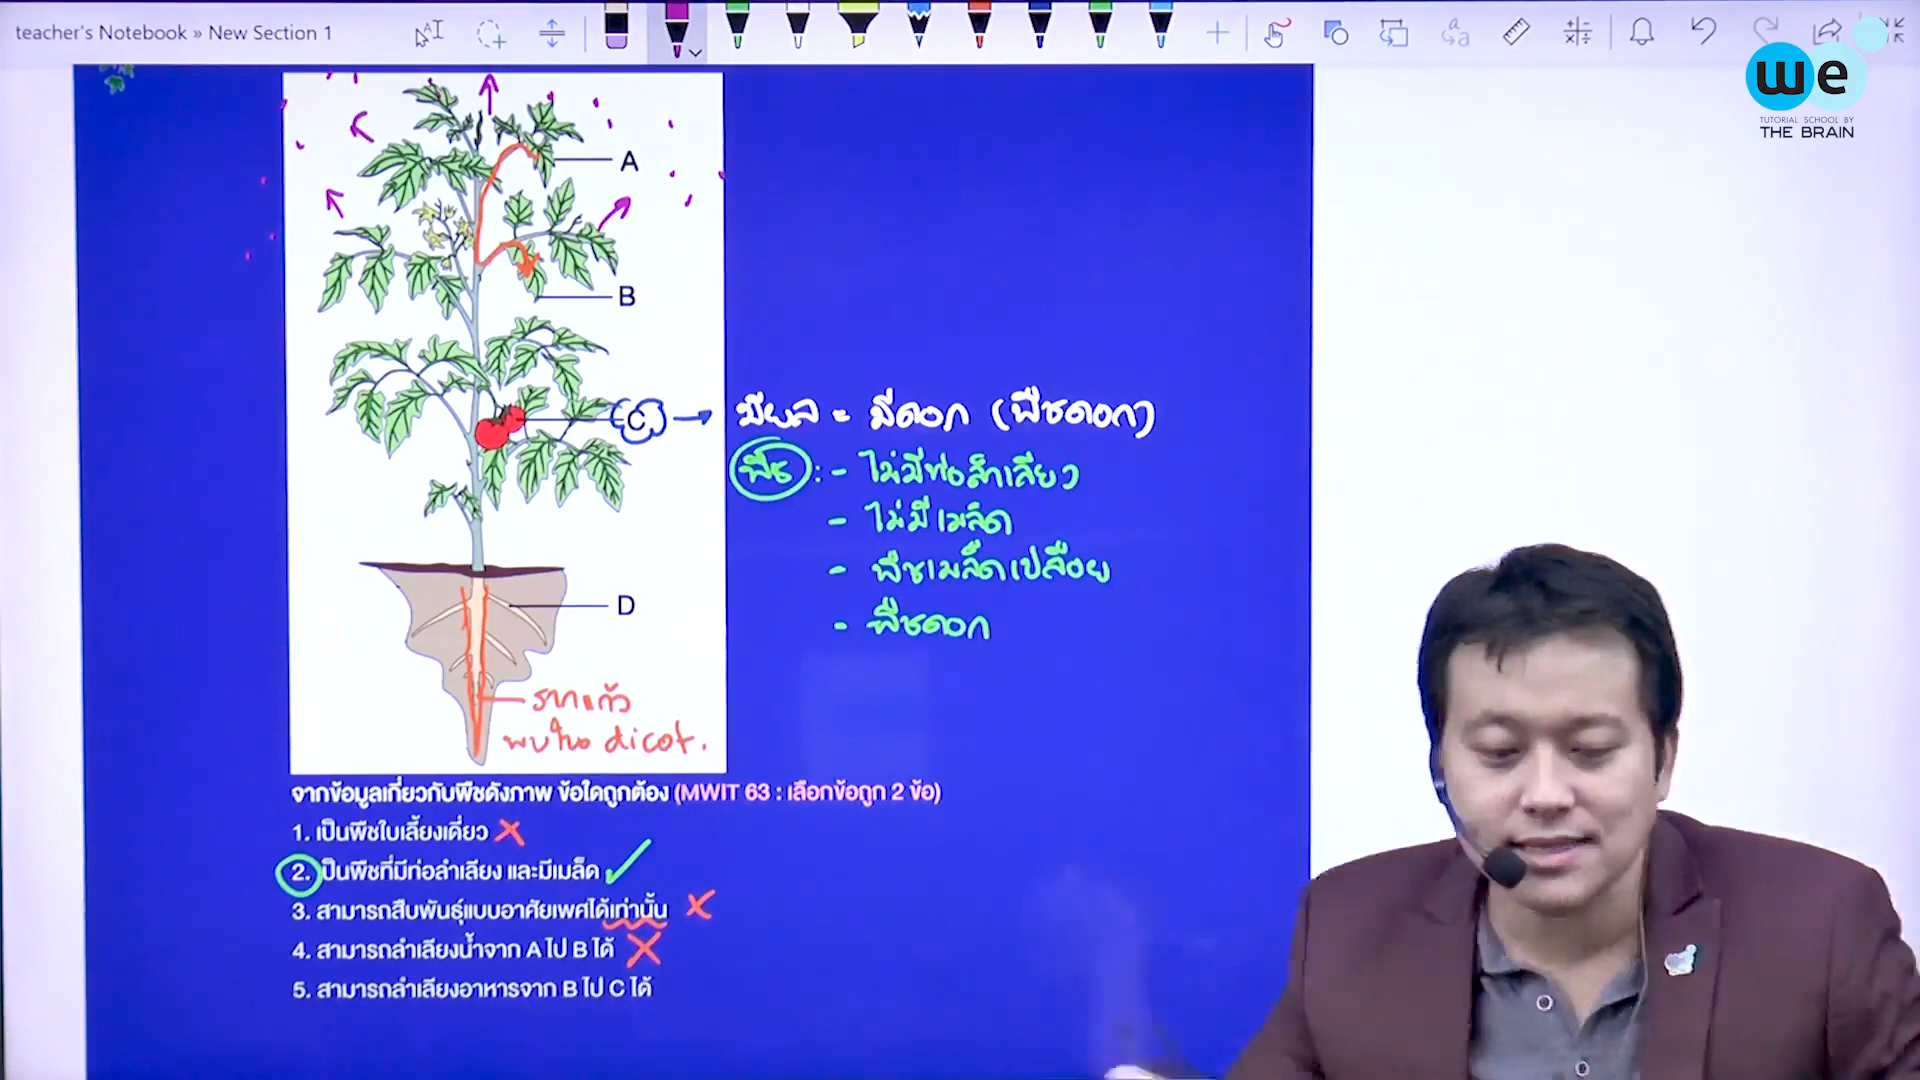 teacher's Notebook » New Section 1
we
TUTORIAL SCHOOL BY
THE BRAIN
A
B
C
มีผล = มีดอก (พืชดอก)
พืช : - ไม่มีท่อลำเลียง
- ไม่มีเมล็ด
- พืชเมล็ดเปลือย
- พืชดอก
D
รากแก้ว
พบใน dicot.
จากข้อมูลเกี่ยวกับพืชดังภาพ ข้อใดถูกต้อง (MWIT 63 : เลือกข้อถูก 2 ข้อ)
1. เป็นพืชใบเลี้ยงเดี่ยว
2. เป็นพืชที่มีท่อลำเลียง และมีเมล็ด
3. สามารถสืบพันธุ์แบบอาศัยเพศได้เท่านั้น
4. สามารถลำเลียงน้ำจาก A ไป B ได้
5. สามารถลำเลียงอาหารจาก B ไป C ได้